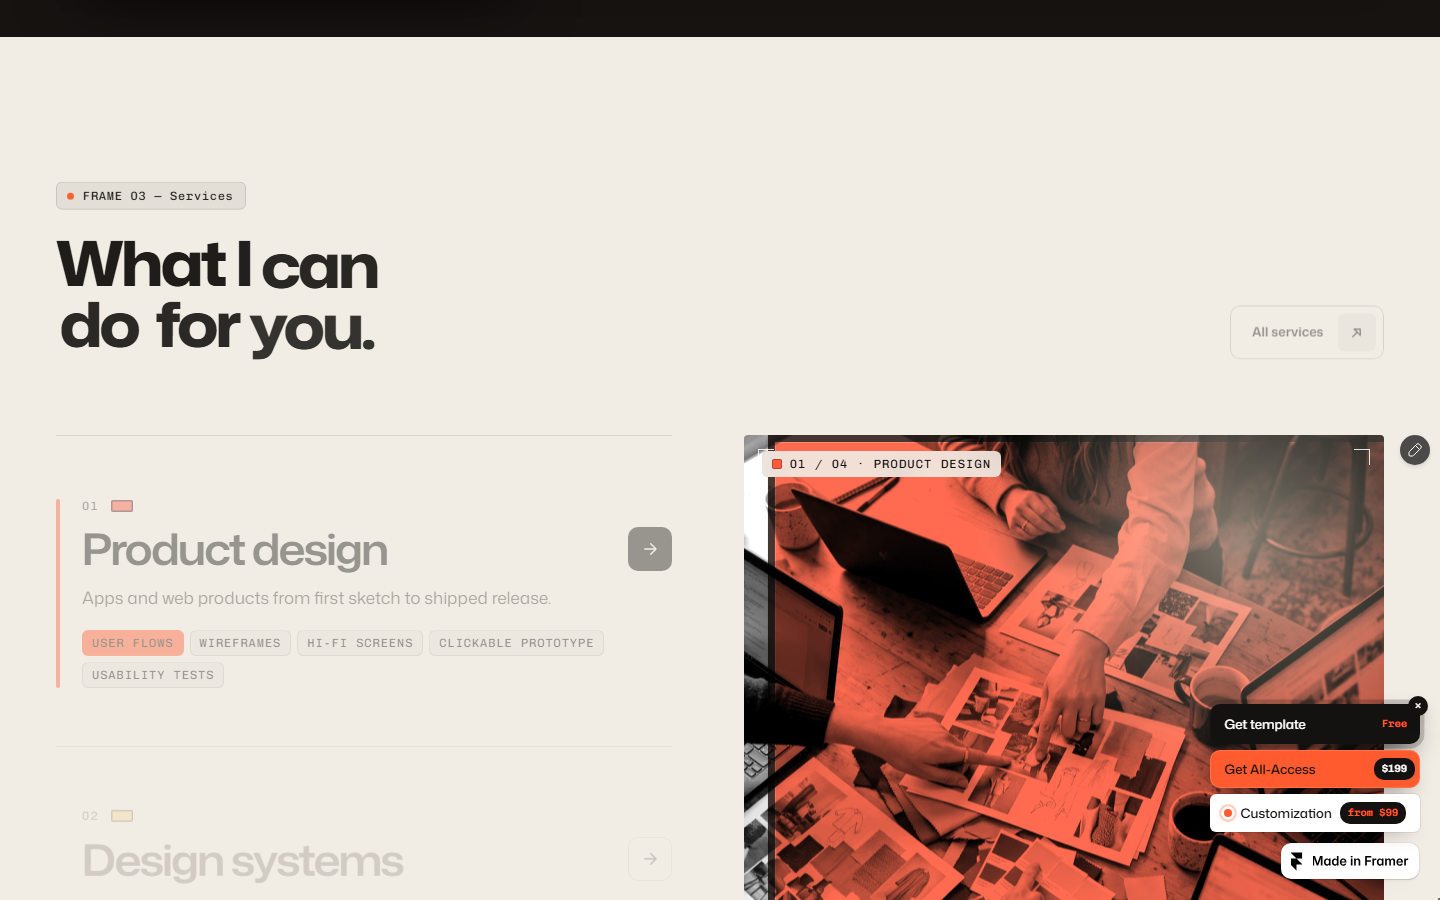 FRAME 03 — Services
What I can
do for you.
All services
01 / 04 · PRODUCT DESIGN
01
Product design
Apps and web products from first sketch to shipped release.
USER FLOWS
WIREFRAMES
HI-FI SCREENS
CLICKABLE PROTOTYPE
USABILITY TESTS
02
Design systems
Get template
Free
Get All-Access
$199
Customization
from $99
Made in Framer